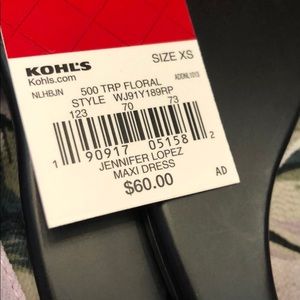 KOHL'S SIZE XS
Kohls.com
NLHBJN 500 TRP FLORAL ADONL1013
STYLE WJ91Y189RP
123 70 73
1 90917 05158 2
JENNIFER LOPEZ
MAXI DRESS
$60.00 AD